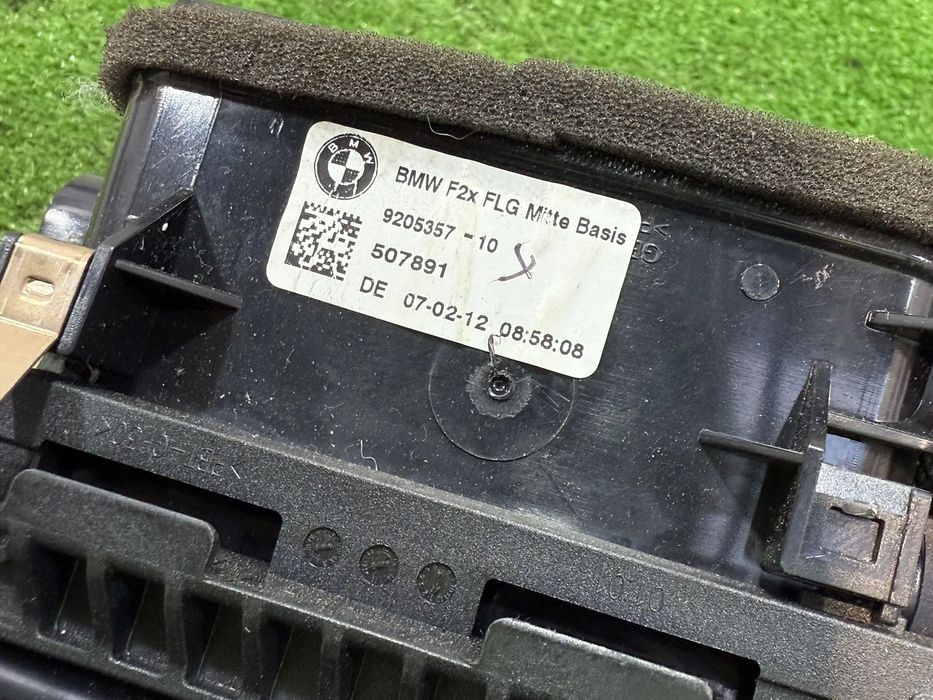 BMW
BMW F2x FLG Mitte Basis
9205357 -10
507891
DE 07-02-12 08:58:08